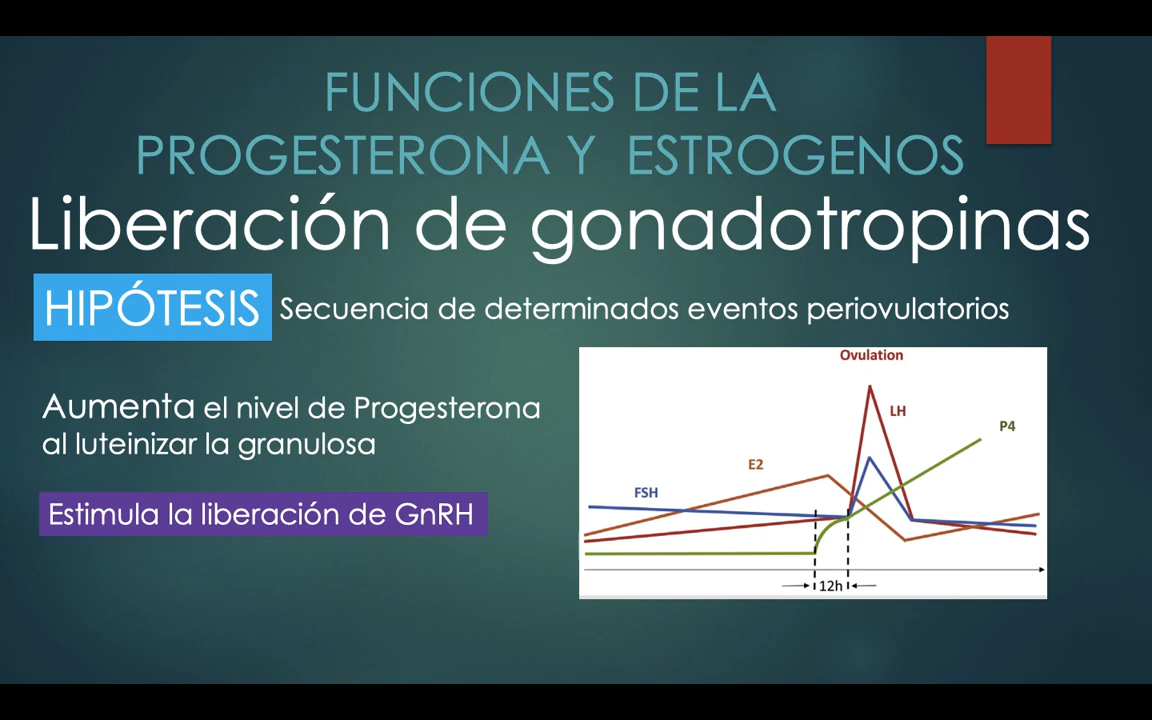 FUNCIONES DE LA
PROGESTERONA Y ESTROGENOS
Liberación de gonadotropinas
HIPÓTESIS Secuencia de determinados eventos periovulatorios
Aumenta el nivel de Progesterona
al luteinizar la granulosa
Estimula la liberación de GnRH
Ovulation
LH
P4
E2
FSH
12h